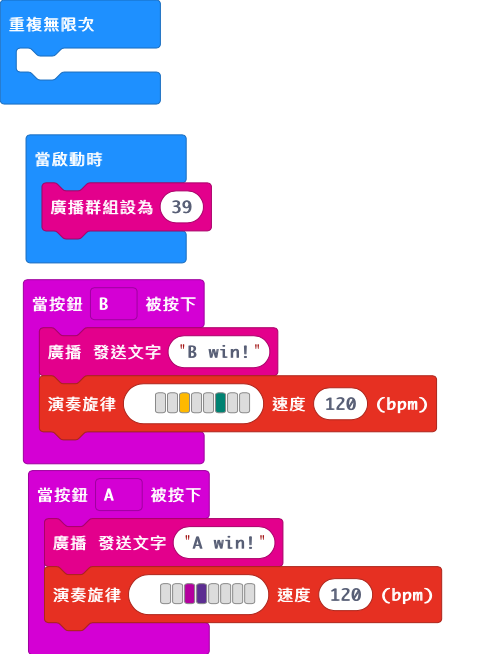 重複無限次
當啟動時
廣播群組設為 39
當按鈕 B 被按下
廣播 發送文字 "B win!"
演奏旋律 速度 120 (bpm)
當按鈕 A 被按下
廣播 發送文字 "A win!"
演奏旋律 速度 120 (bpm)